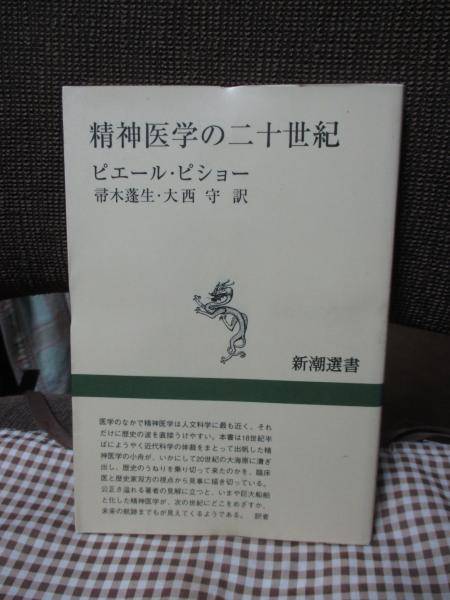 精神医学の二十世紀
ピエール・ピショー
帚木蓬生・大西 守 訳
新潮選書
医学のなかで精神医学は人文科学に最も近く、それ
だけに歴史の波を直接うけやすい。本書は18世紀半
ばにようやく近代科学の体裁をまとって出帆した精
神医学の小舟が、いかにして20世紀の大海原に漕ぎ
出し、歴史のうねりを乗り切って来たのかを、臨床
医と歴史家双方の視点から見事に描き切っている。
公正さ溢れる著者の見解に立つと、いまや巨大船舶
と化した精神医学が、次の世紀にどこをめざすか、
未来の航跡までもが見えてくるようである。 訳者